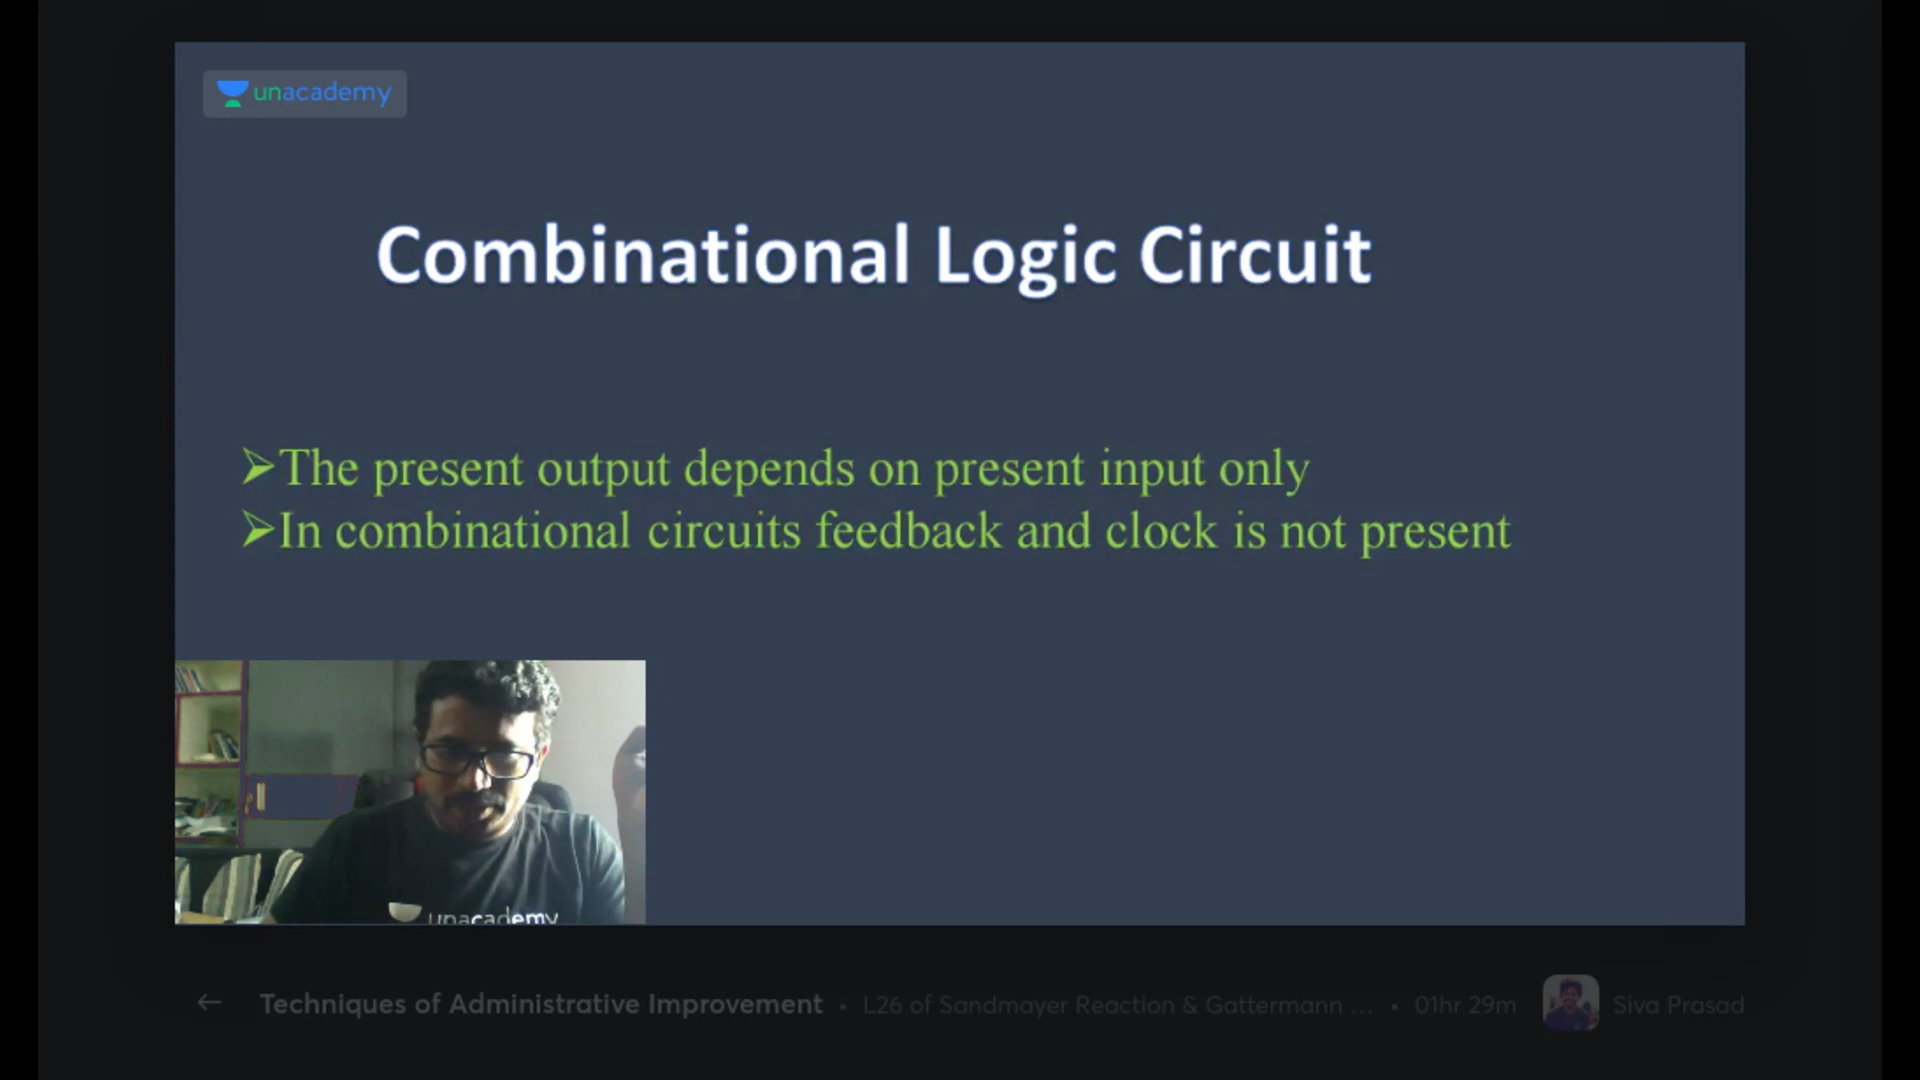 unacademy
Combinational Logic Circuit
➢The present output depends on present input only
➢In combinational circuits feedback and clock is not present
unacademy
← Techniques of Administrative Improvement • L26 of Sandmayer Reaction & Gattermann ... • 01hr 29m Siva Prasad